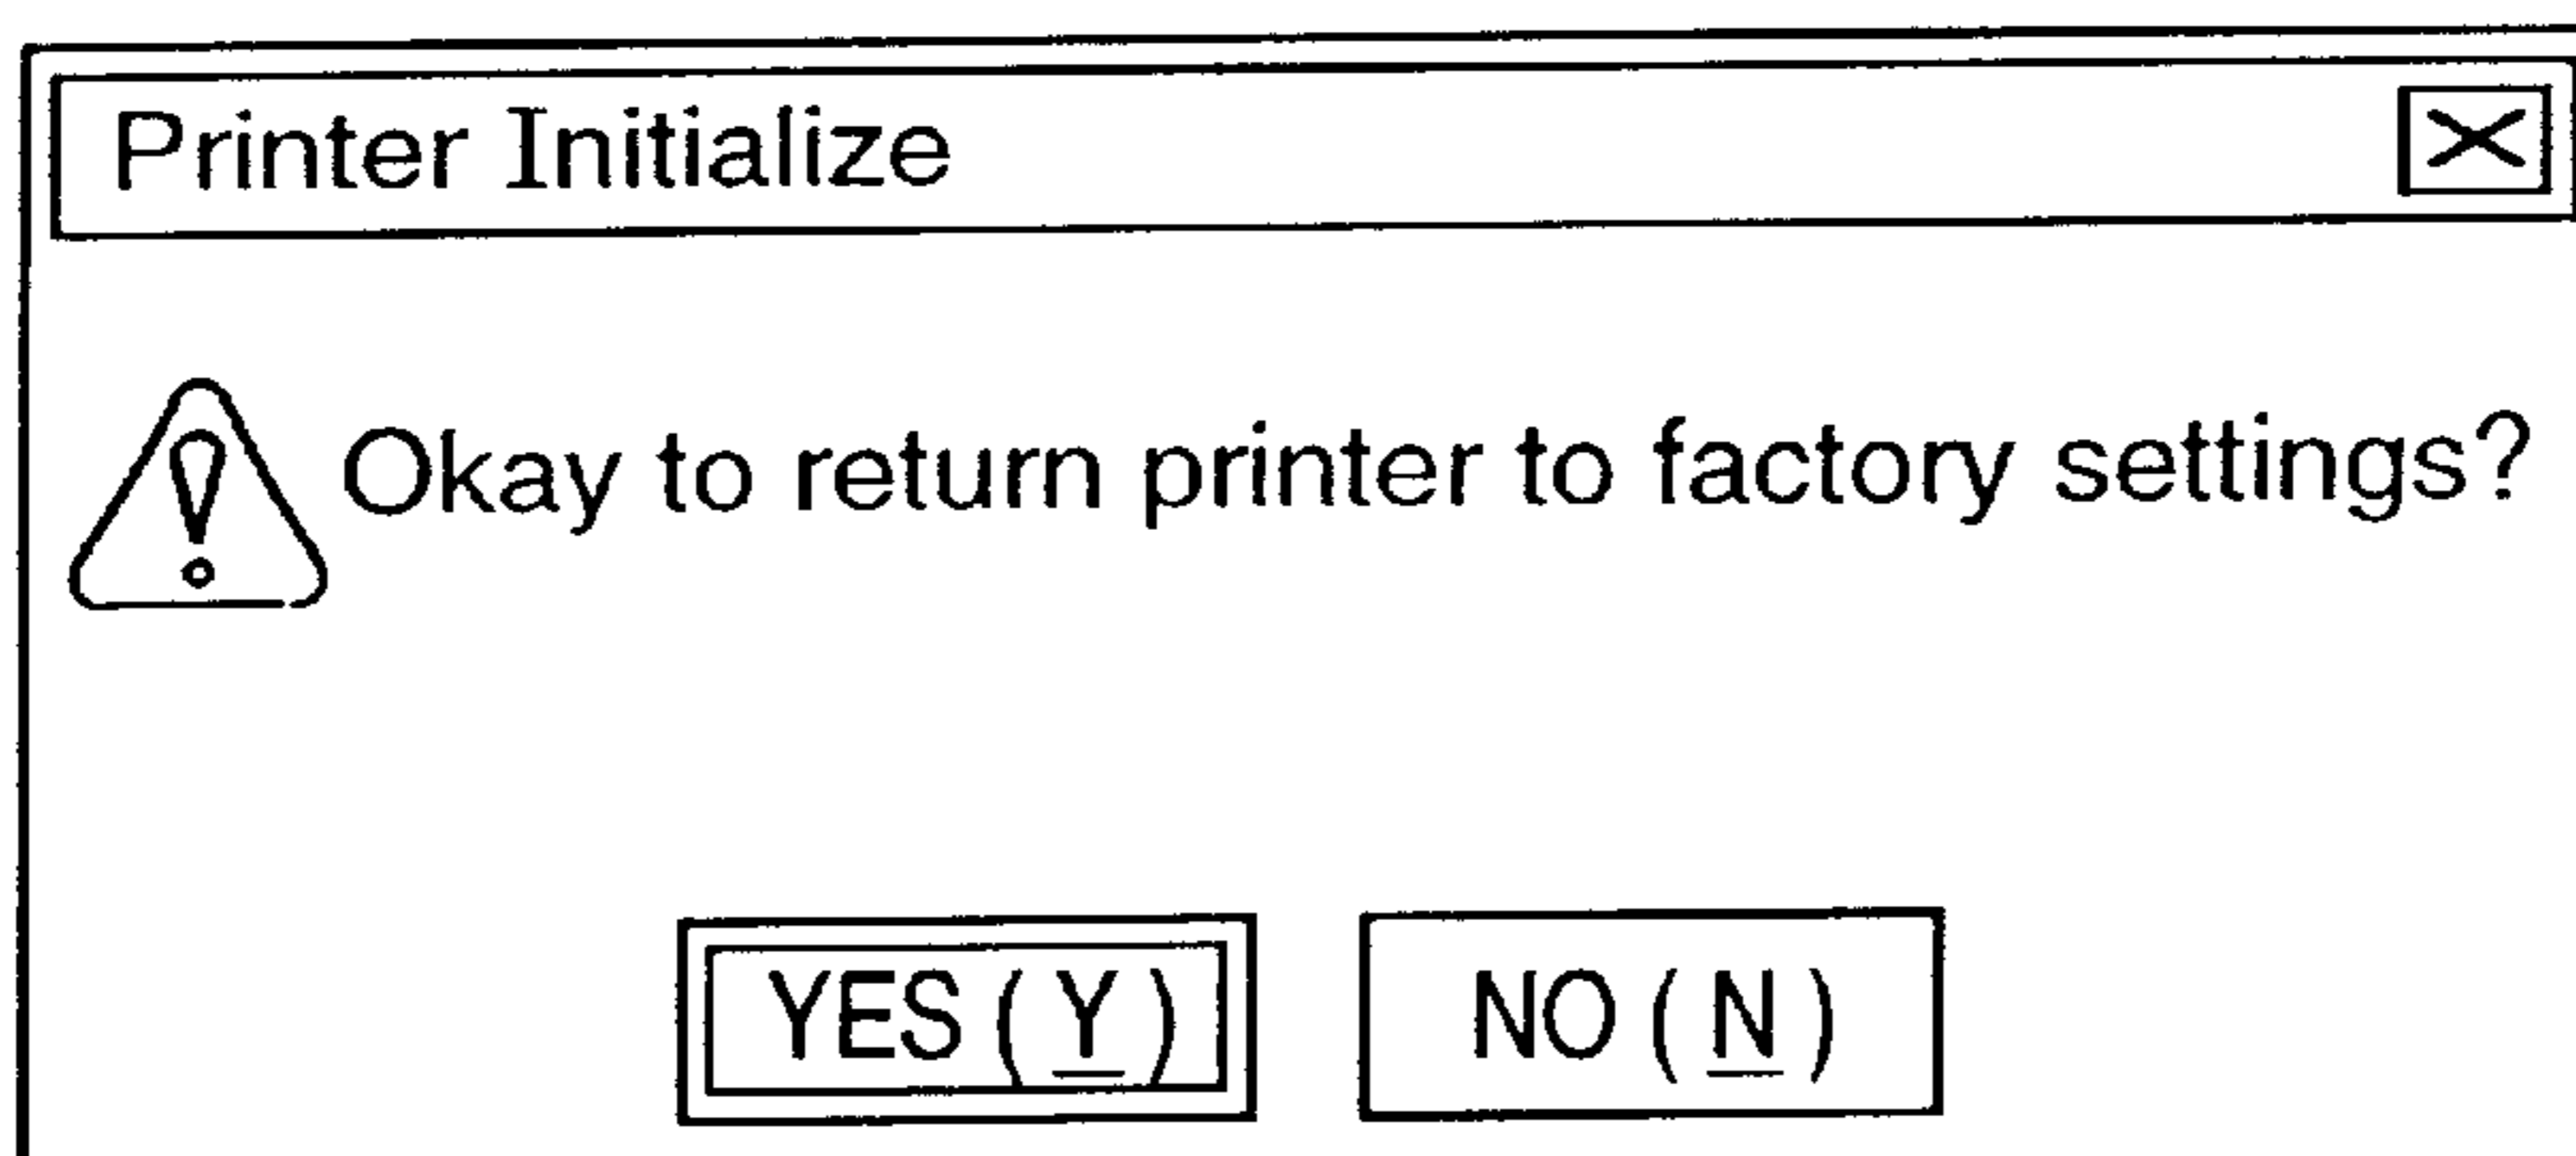 Printer Initialize
Okay to return printer to factory settings?
YES ( Y ) NO ( N )